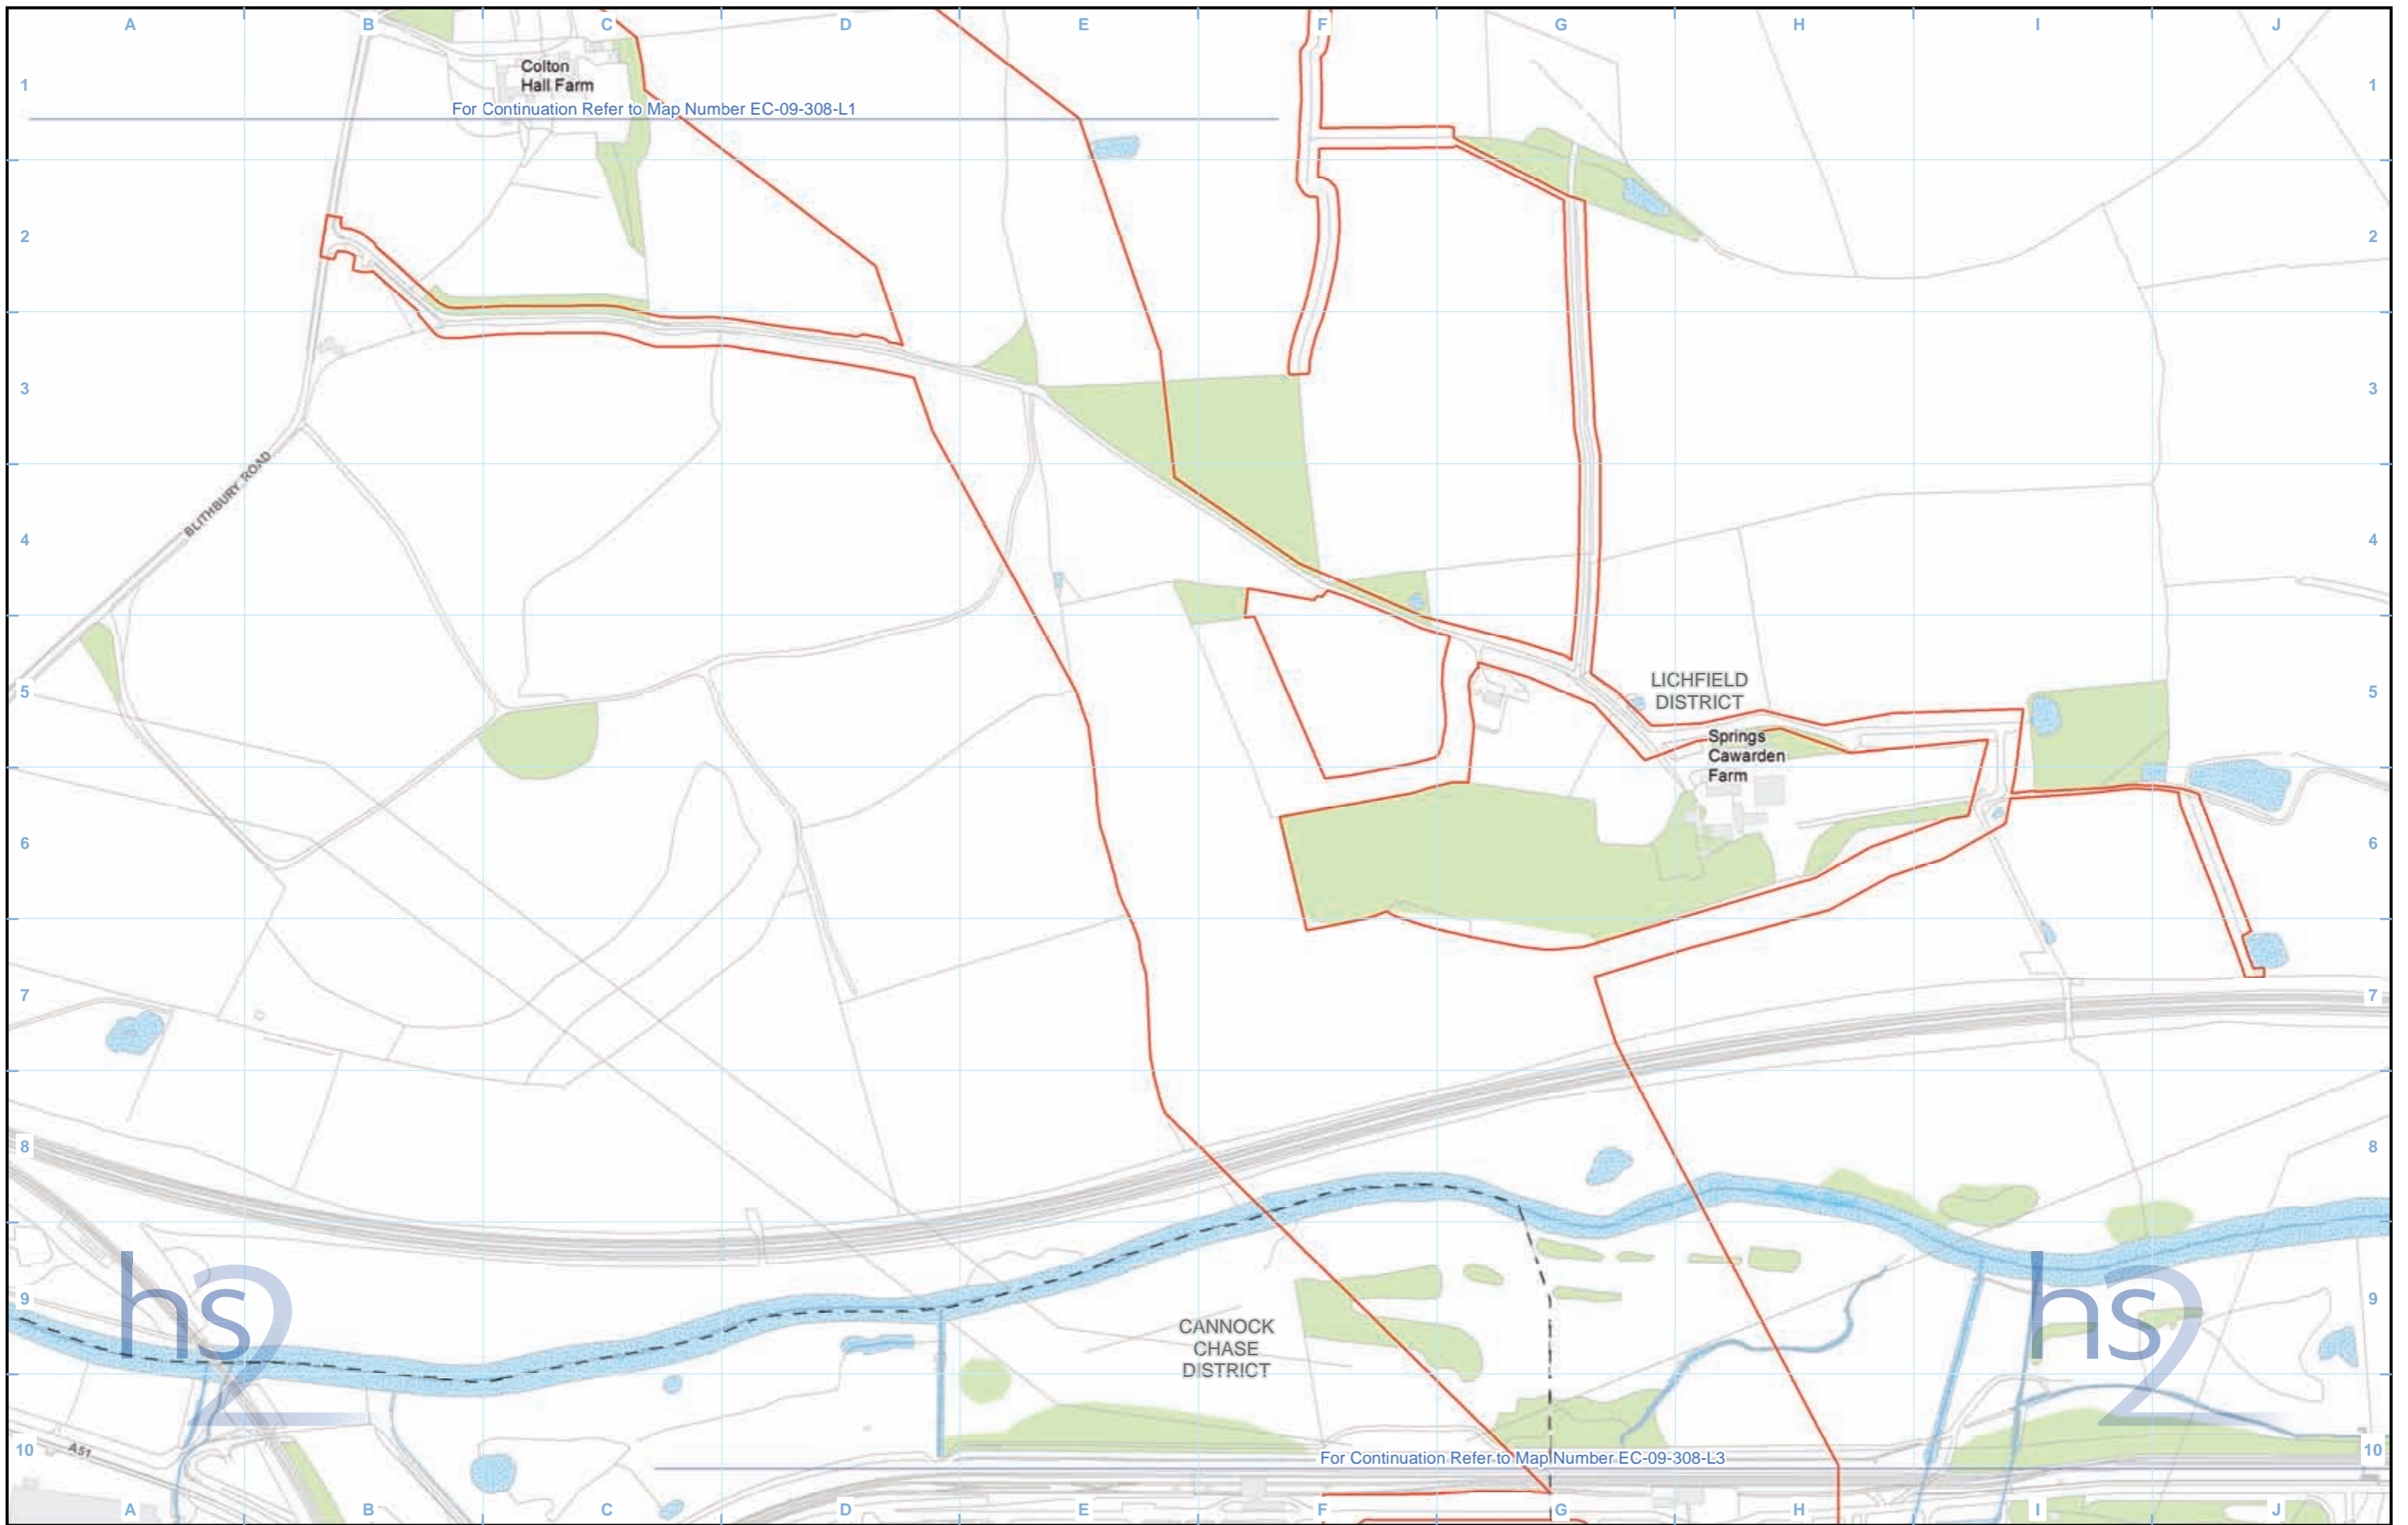 A B C D E F G H I J
Colton
Hall Farm
1 1
For Continuation Refer to Map Number EC-09-308-L1
2 2
3 3
BLITHBURY ROAD
4 4
LICHFIELD
DISTRICT
5 5
Springs
Cawarden
Farm
6 6
7 7
8 8
hs2 hs2
9 9
CANNOCK
CHASE
DISTRICT
A51
10 10
For Continuation Refer to Map Number EC-09-308-L3
A B C D E F G H I J